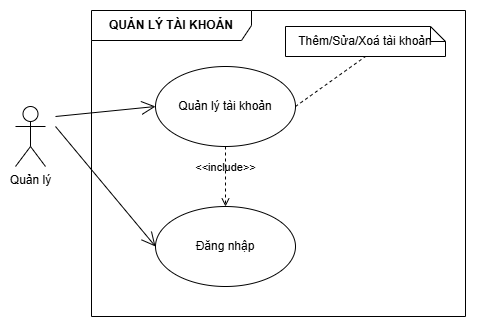 QUẢN LÝ TÀI KHOẢN
Thêm/Sửa/Xoá tài khoản
Quản lý tài khoản
<<include>>
Quản lý
Đăng nhập